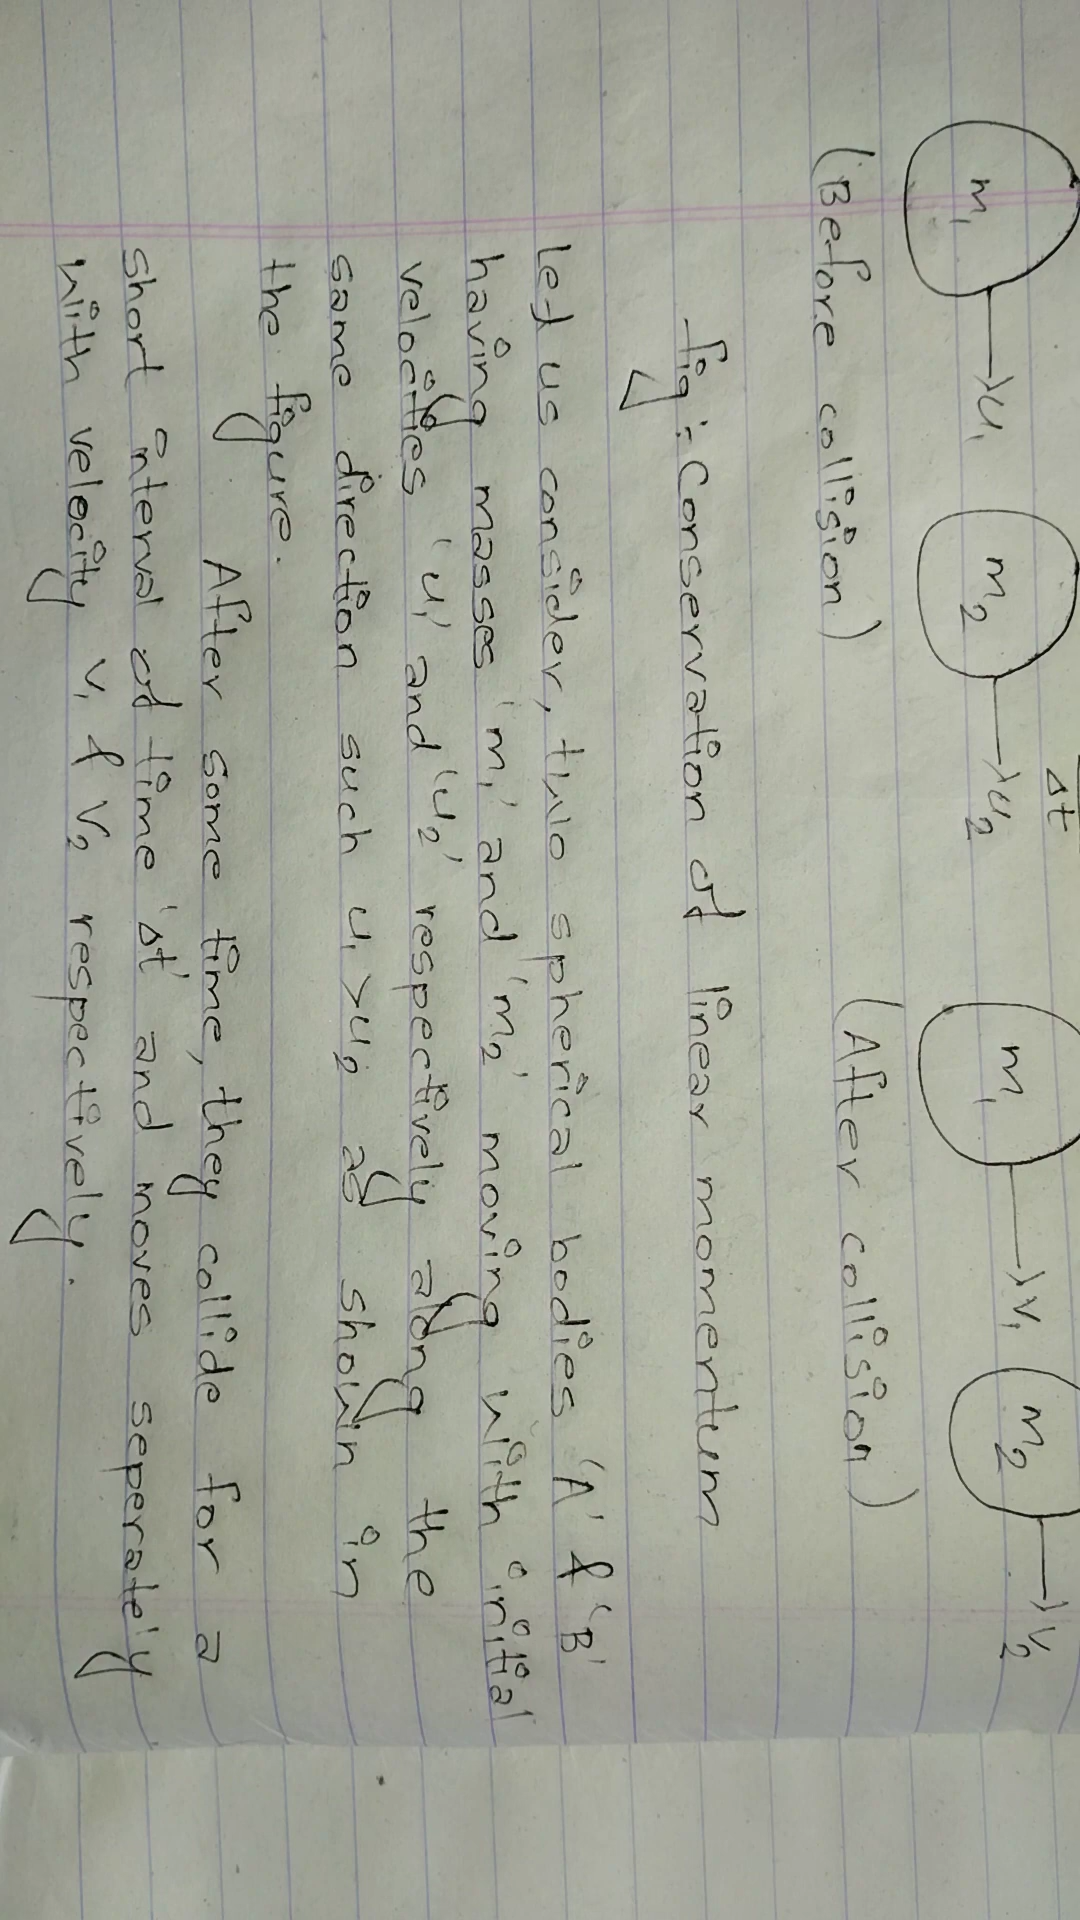 m₁ →u₁ m₂ →u₂ Δt m₁ →v₁ m₂ →v₂
(Before collision) (After collision)
fig: Conservation of linear momentum
let us consider, two spherical bodies 'A' & 'B'
having masses 'm₁' and 'm₂' moving with initial
velocities 'u₁' and 'u₂' respectively along the
same direction such u₁>u₂ as shown in
the figure.
After some time, they collide for a
short interval of time 'Δt' and moves seperately
with velocity v₁ & v₂ respectively.